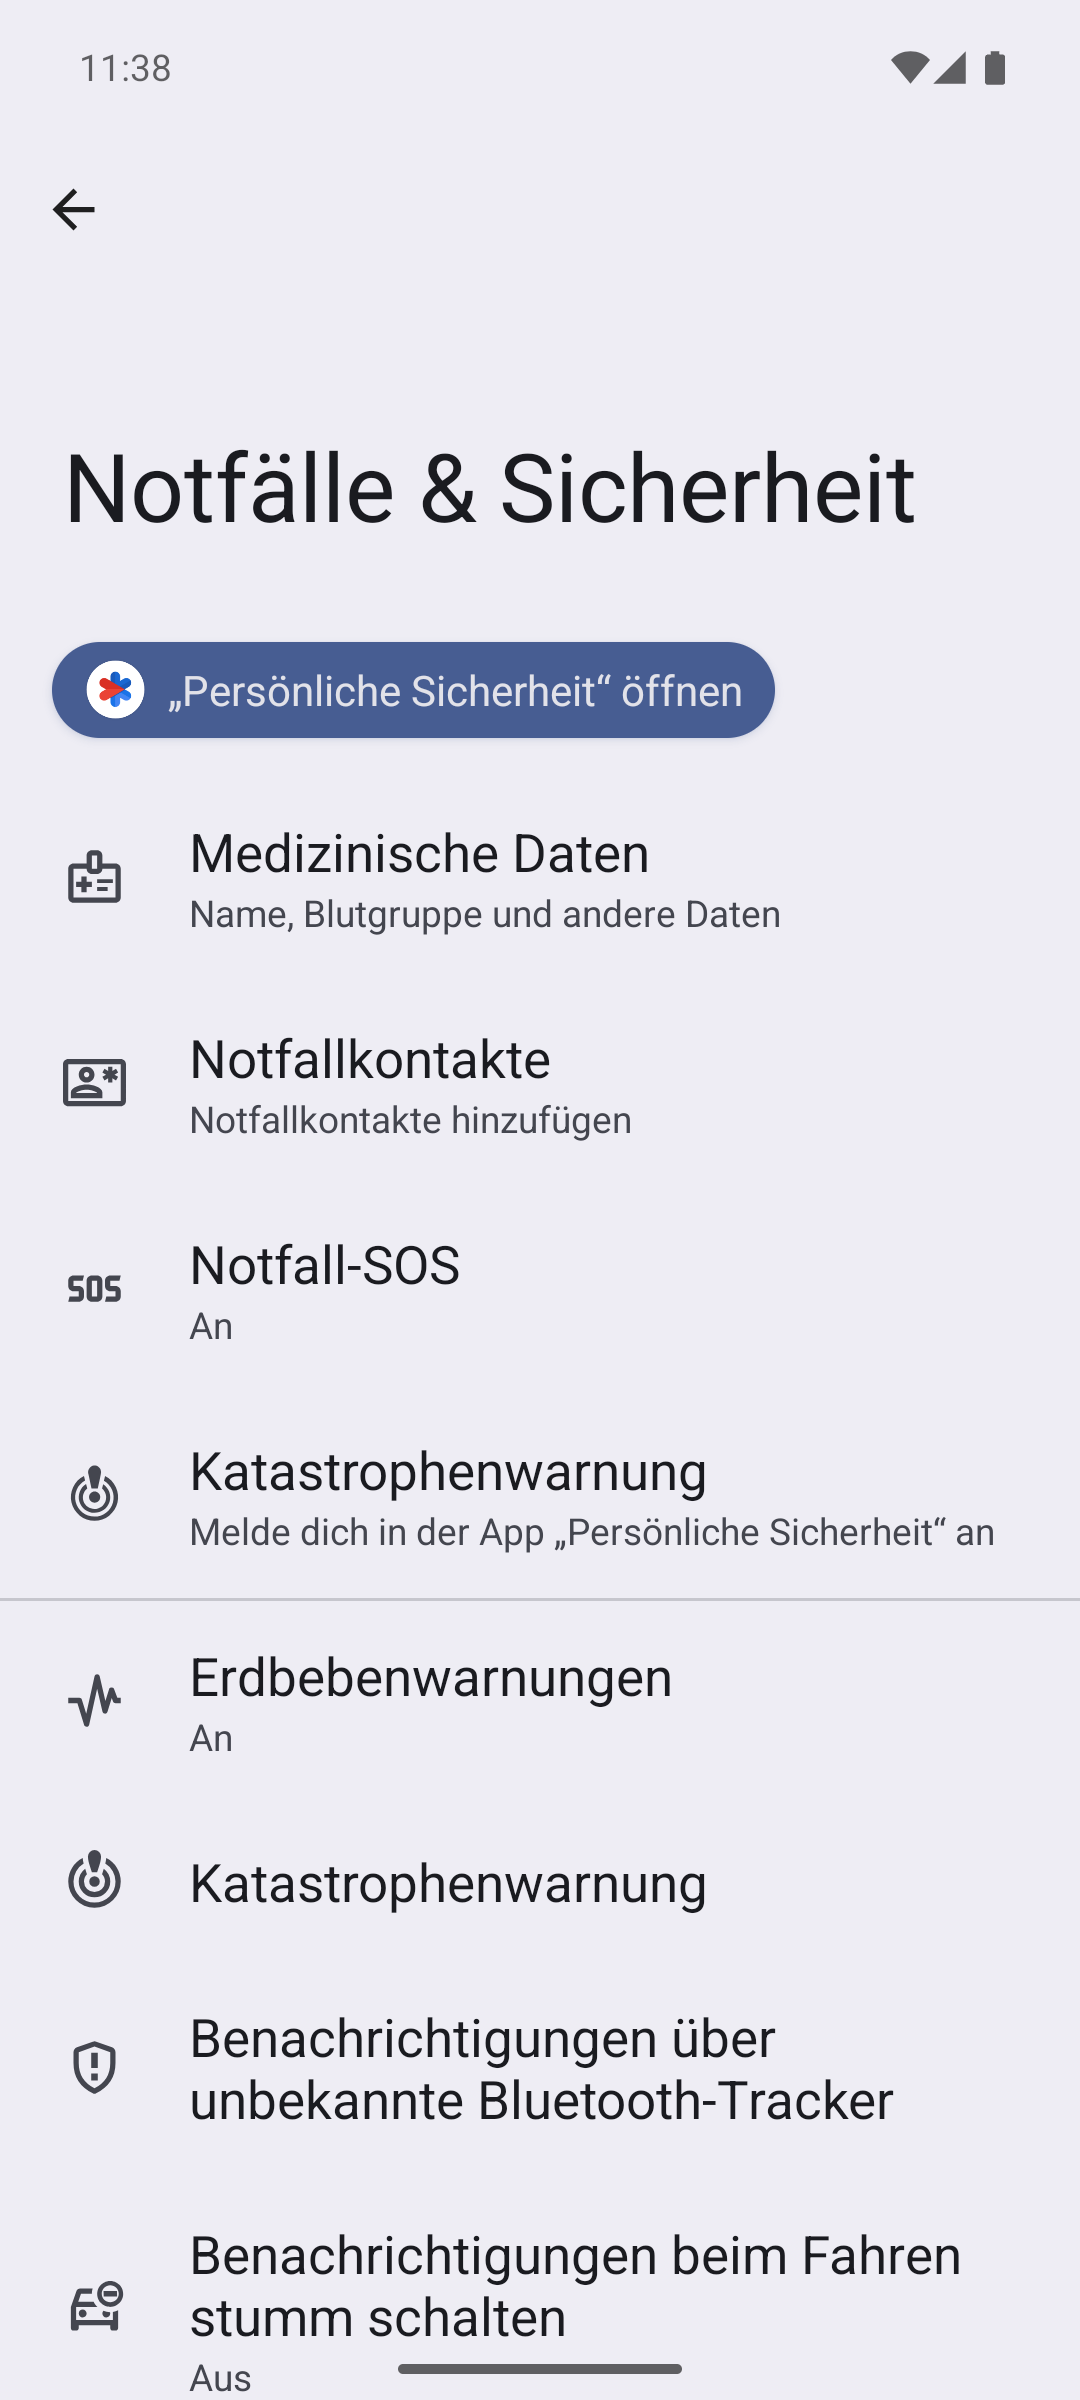 11:38
Notfälle & Sicherheit
„Persönliche Sicherheit“ öffnen
Medizinische Daten
Name, Blutgruppe und andere Daten
Notfallkontakte
Notfallkontakte hinzufügen
SOS
Notfall-SOS
An
Katastrophenwarnung
Melde dich in der App „Persönliche Sicherheit“ an
Erdbebenwarnungen
An
Katastrophenwarnung
Benachrichtigungen über
unbekannte Bluetooth-Tracker
Benachrichtigungen beim Fahren
stumm schalten
Aus